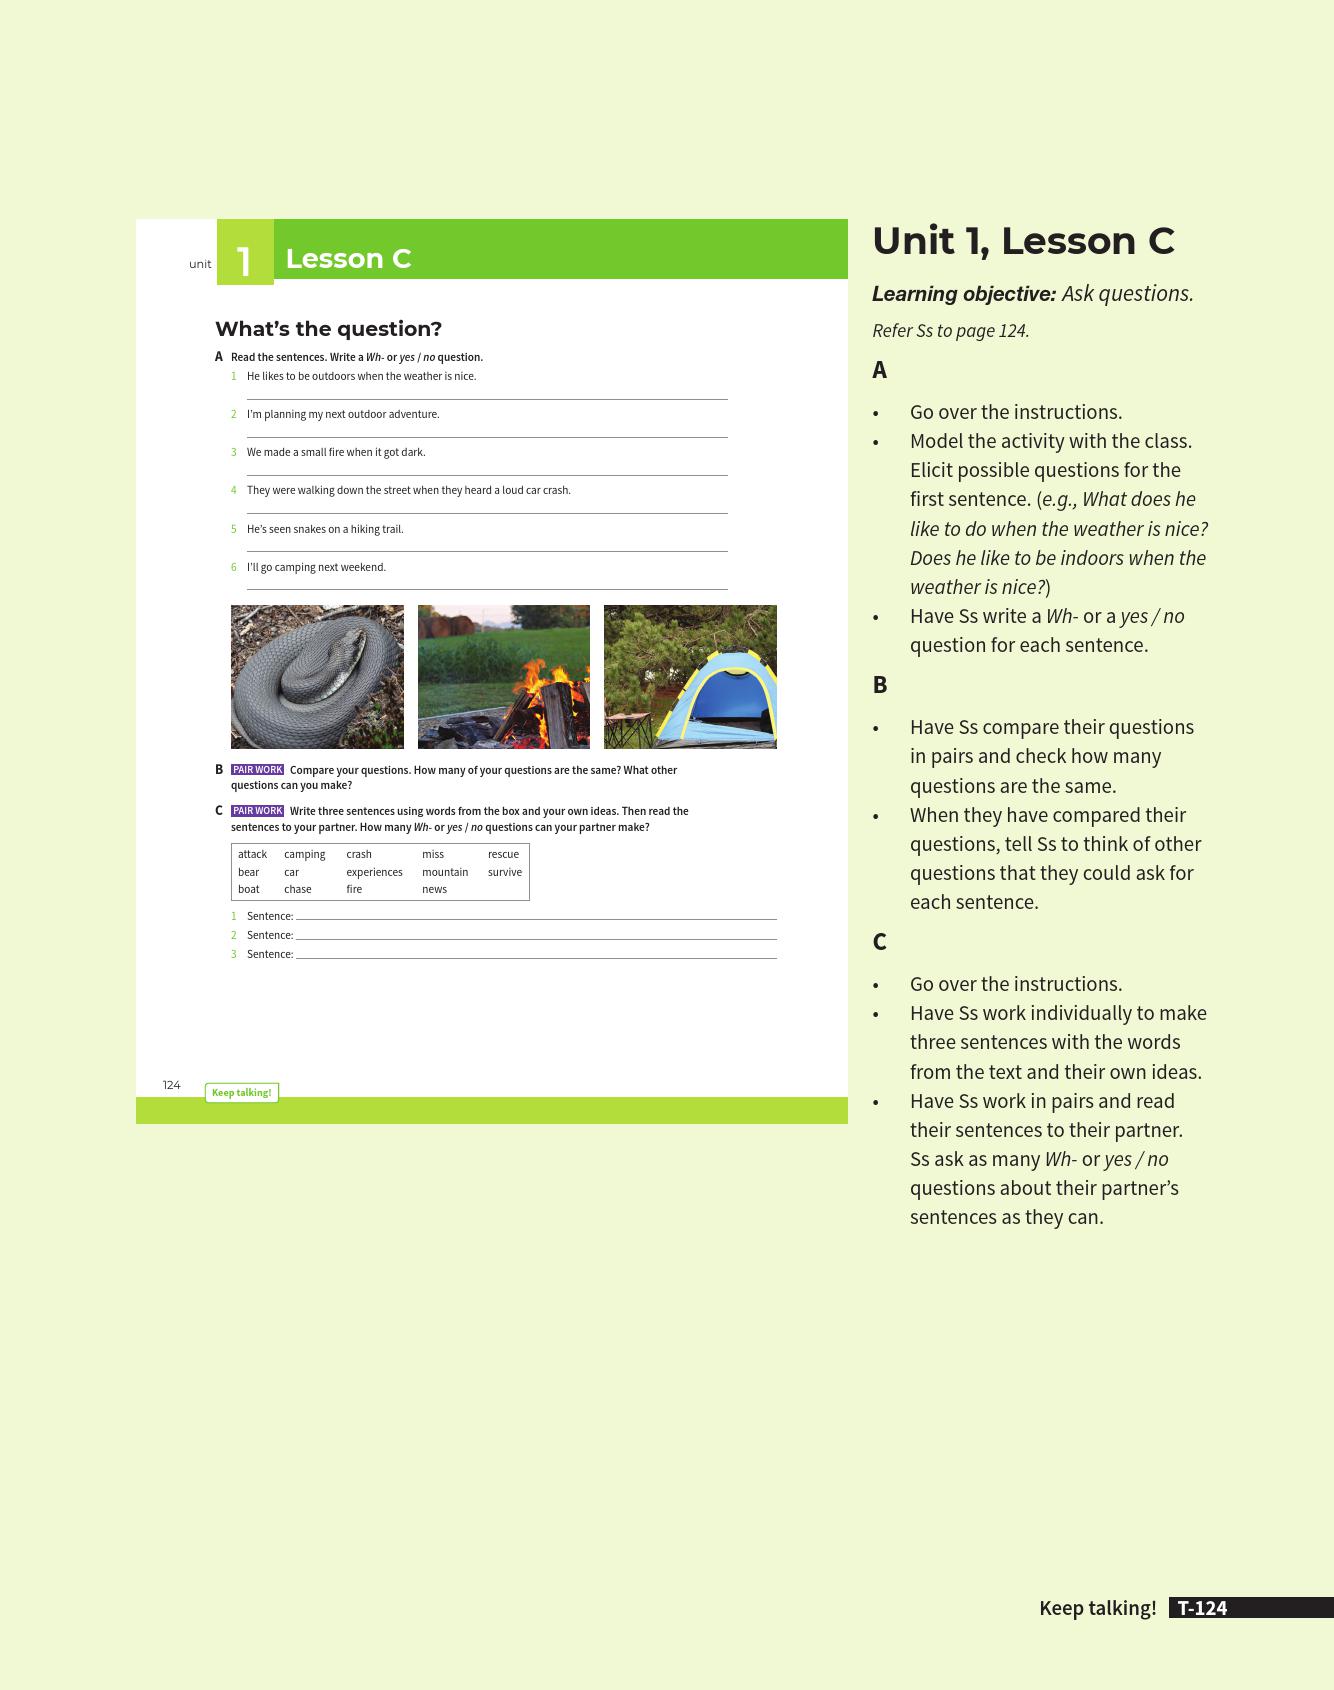 unit 1 Lesson C
What’s the question?
A Read the sentences. Write a Wh- or yes / no question.
1 He likes to be outdoors when the weather is nice.
2 I’m planning my next outdoor adventure.
3 We made a small fire when it got dark.
4 They were walking down the street when they heard a loud car crash.
5 He’s seen snakes on a hiking trail.
6 I’ll go camping next weekend.
B PAIR WORK Compare your questions. How many of your questions are the same? What other
questions can you make?
C PAIR WORK Write three sentences using words from the box and your own ideas. Then read the
sentences to your partner. How many Wh- or yes / no questions can your partner make?
attack camping crash miss rescue
bear car experiences mountain survive
boat chase fire news
1 Sentence:
2 Sentence:
3 Sentence:
124 Keep talking!
Unit 1, Lesson C
Learning objective: Ask questions.
Refer Ss to page 124.
A
• Go over the instructions.
• Model the activity with the class.
Elicit possible questions for the
first sentence. (e.g., What does he
like to do when the weather is nice?
Does he like to be indoors when the
weather is nice?)
• Have Ss write a Wh- or a yes / no
question for each sentence.
B
• Have Ss compare their questions
in pairs and check how many
questions are the same.
• When they have compared their
questions, tell Ss to think of other
questions that they could ask for
each sentence.
C
• Go over the instructions.
• Have Ss work individually to make
three sentences with the words
from the text and their own ideas.
• Have Ss work in pairs and read
their sentences to their partner.
Ss ask as many Wh- or yes / no
questions about their partner’s
sentences as they can.
Keep talking! T-124